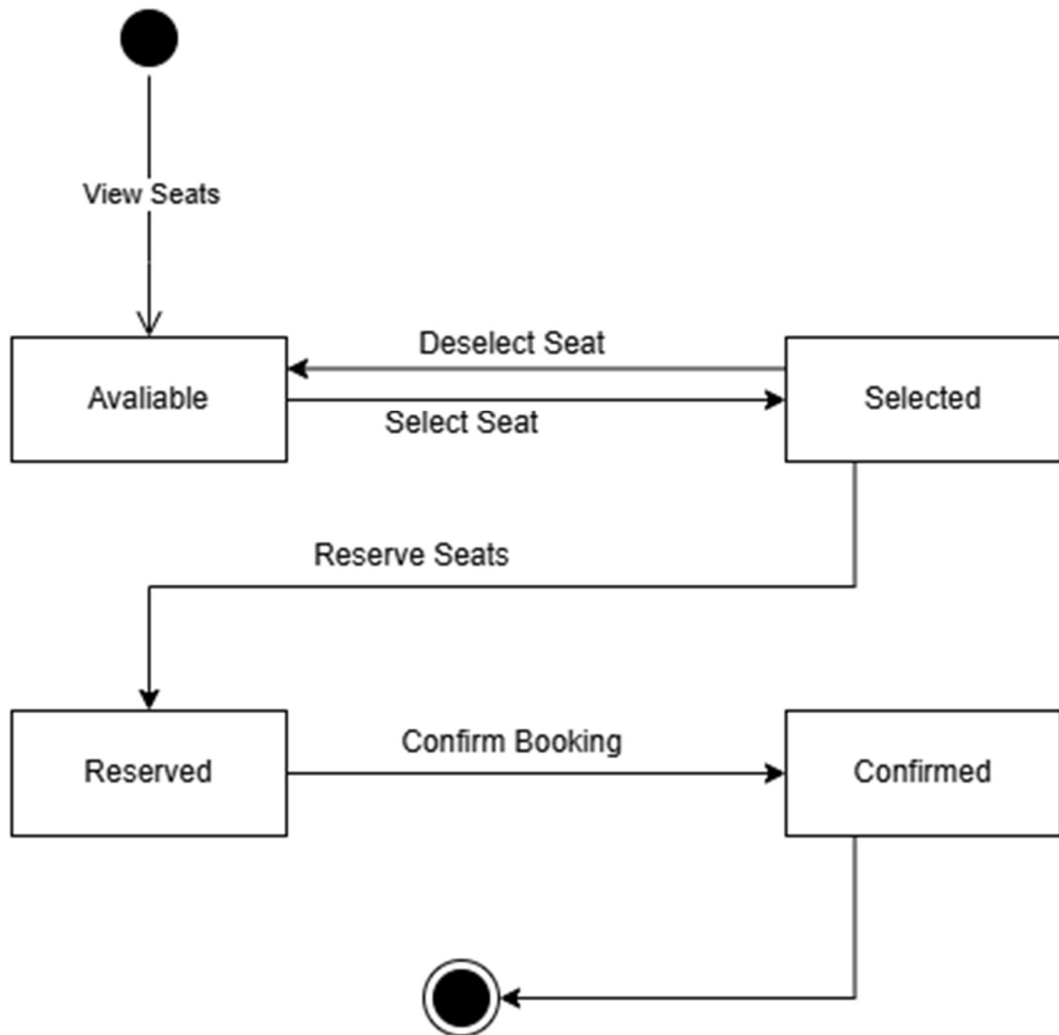 View Seats
Deselect Seat
Avaliable
Selected
Select Seat
Reserve Seats
Confirm Booking
Reserved
Confirmed